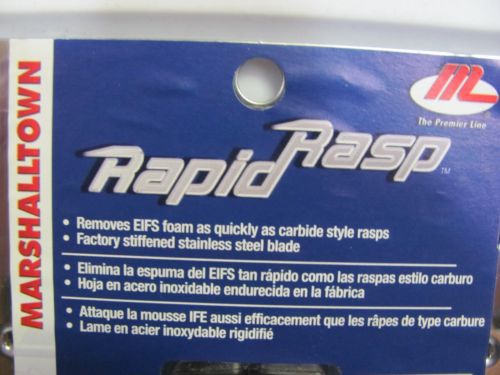 MARSHALLTOWN
ML
The Premier Line
Rapid Rasp™
• Removes EIFS foam as quickly as carbide style rasps
• Factory stiffened stainless steel blade
• Elimina la espuma del EIFS tan rápido como las raspas estilo carburo
• Hoja en acero inoxidable endurecida en la fábrica
• Attaque la mousse IFE aussi efficacement que les râpes de type carbure
• Lame en acier inoxydable rigidifié